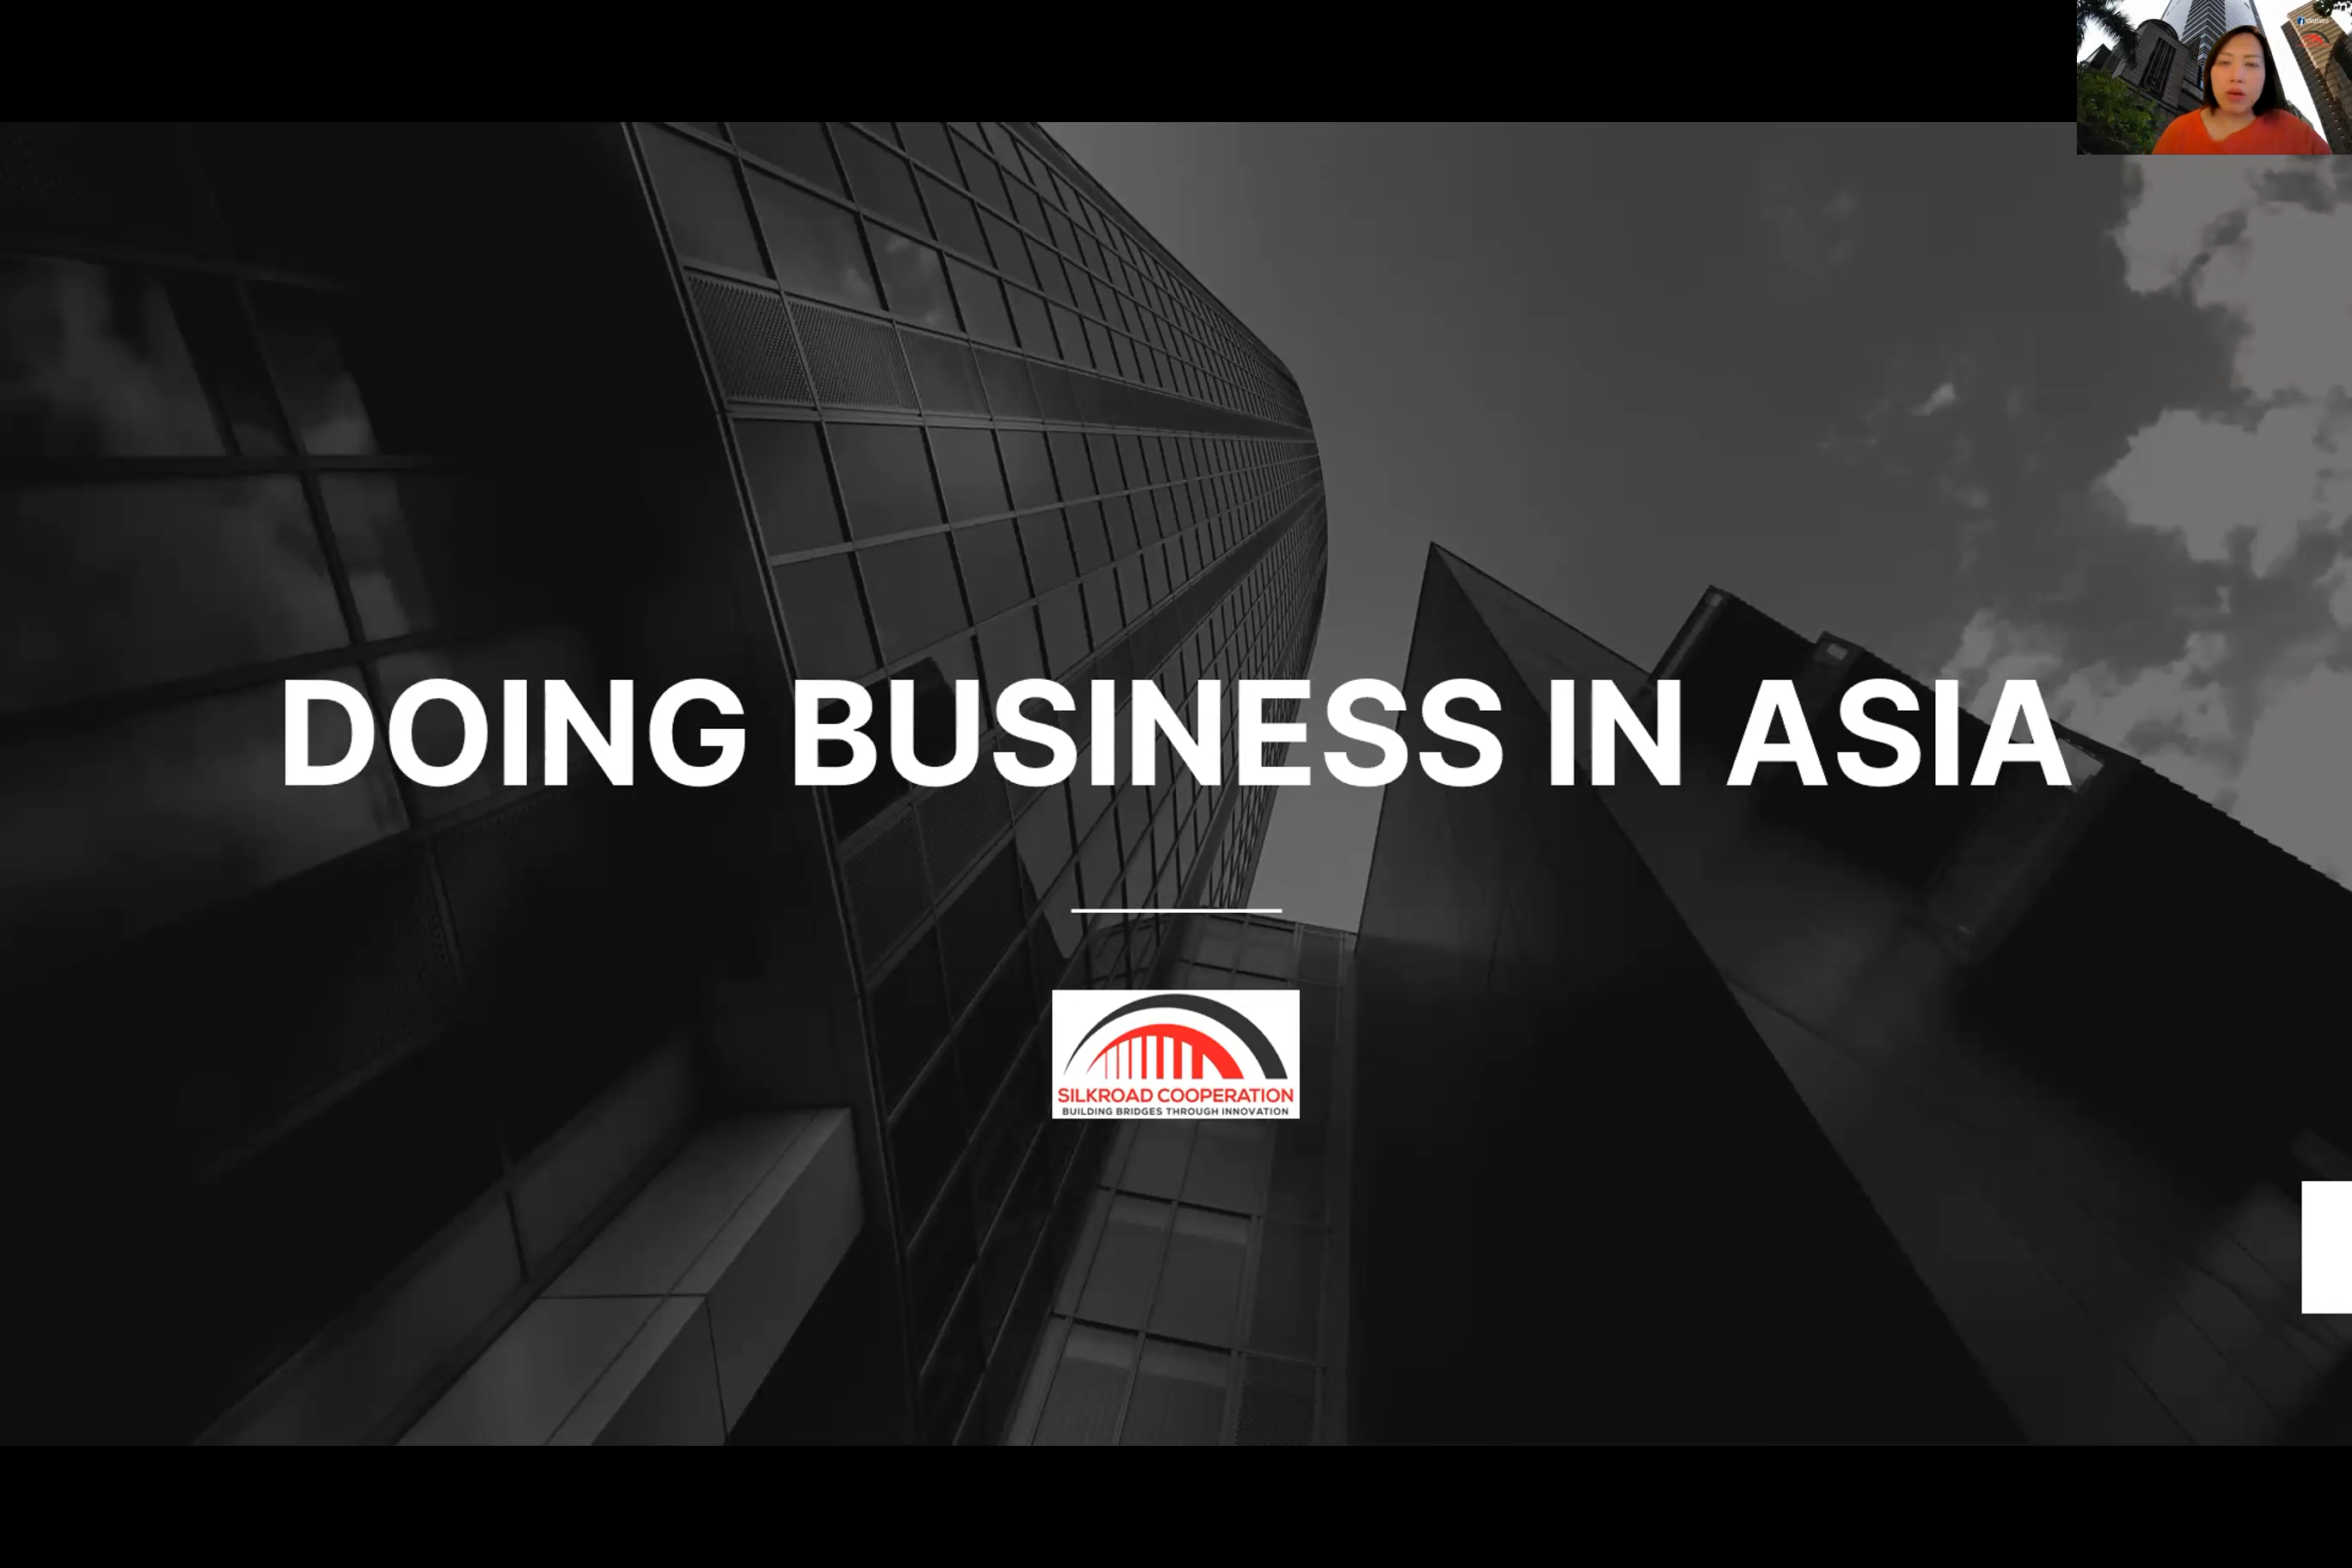 DOING BUSINESS IN ASIA
SILKROAD COOPERATION
BUILDING BRIDGES THROUGH INNOVATION